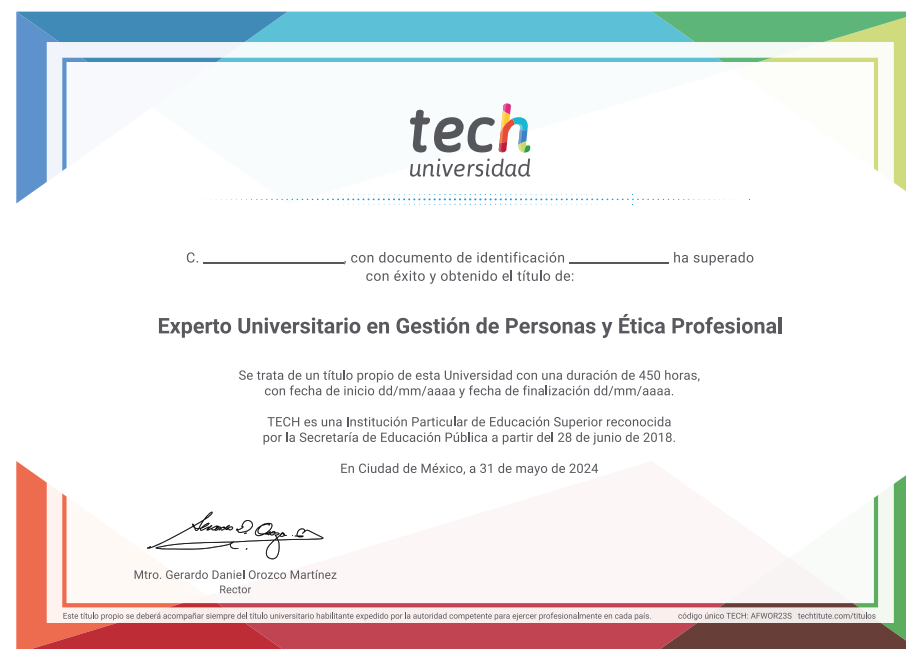 tech
universidad
C. ____________, con documento de identificación ____________ ha superado
con éxito y obtenido el título de:
Experto Universitario en Gestión de Personas y Ética Profesional
Se trata de un título propio de esta Universidad con una duración de 450 horas,
con fecha de inicio dd/mm/aaaa y fecha de finalización dd/mm/aaaa.
TECH es una Institución Particular de Educación Superior reconocida
por la Secretaría de Educación Pública a partir del 28 de junio de 2018.
En Ciudad de México, a 31 de mayo de 2024
Mtro. Gerardo Daniel Orozco Martínez
Rector
Este título propio se deberá acompañar siempre del título universitario habilitante expedido por la autoridad competente para ejercer profesionalmente en cada país. código único TECH: AFWOR23S techtitute.com/titulos